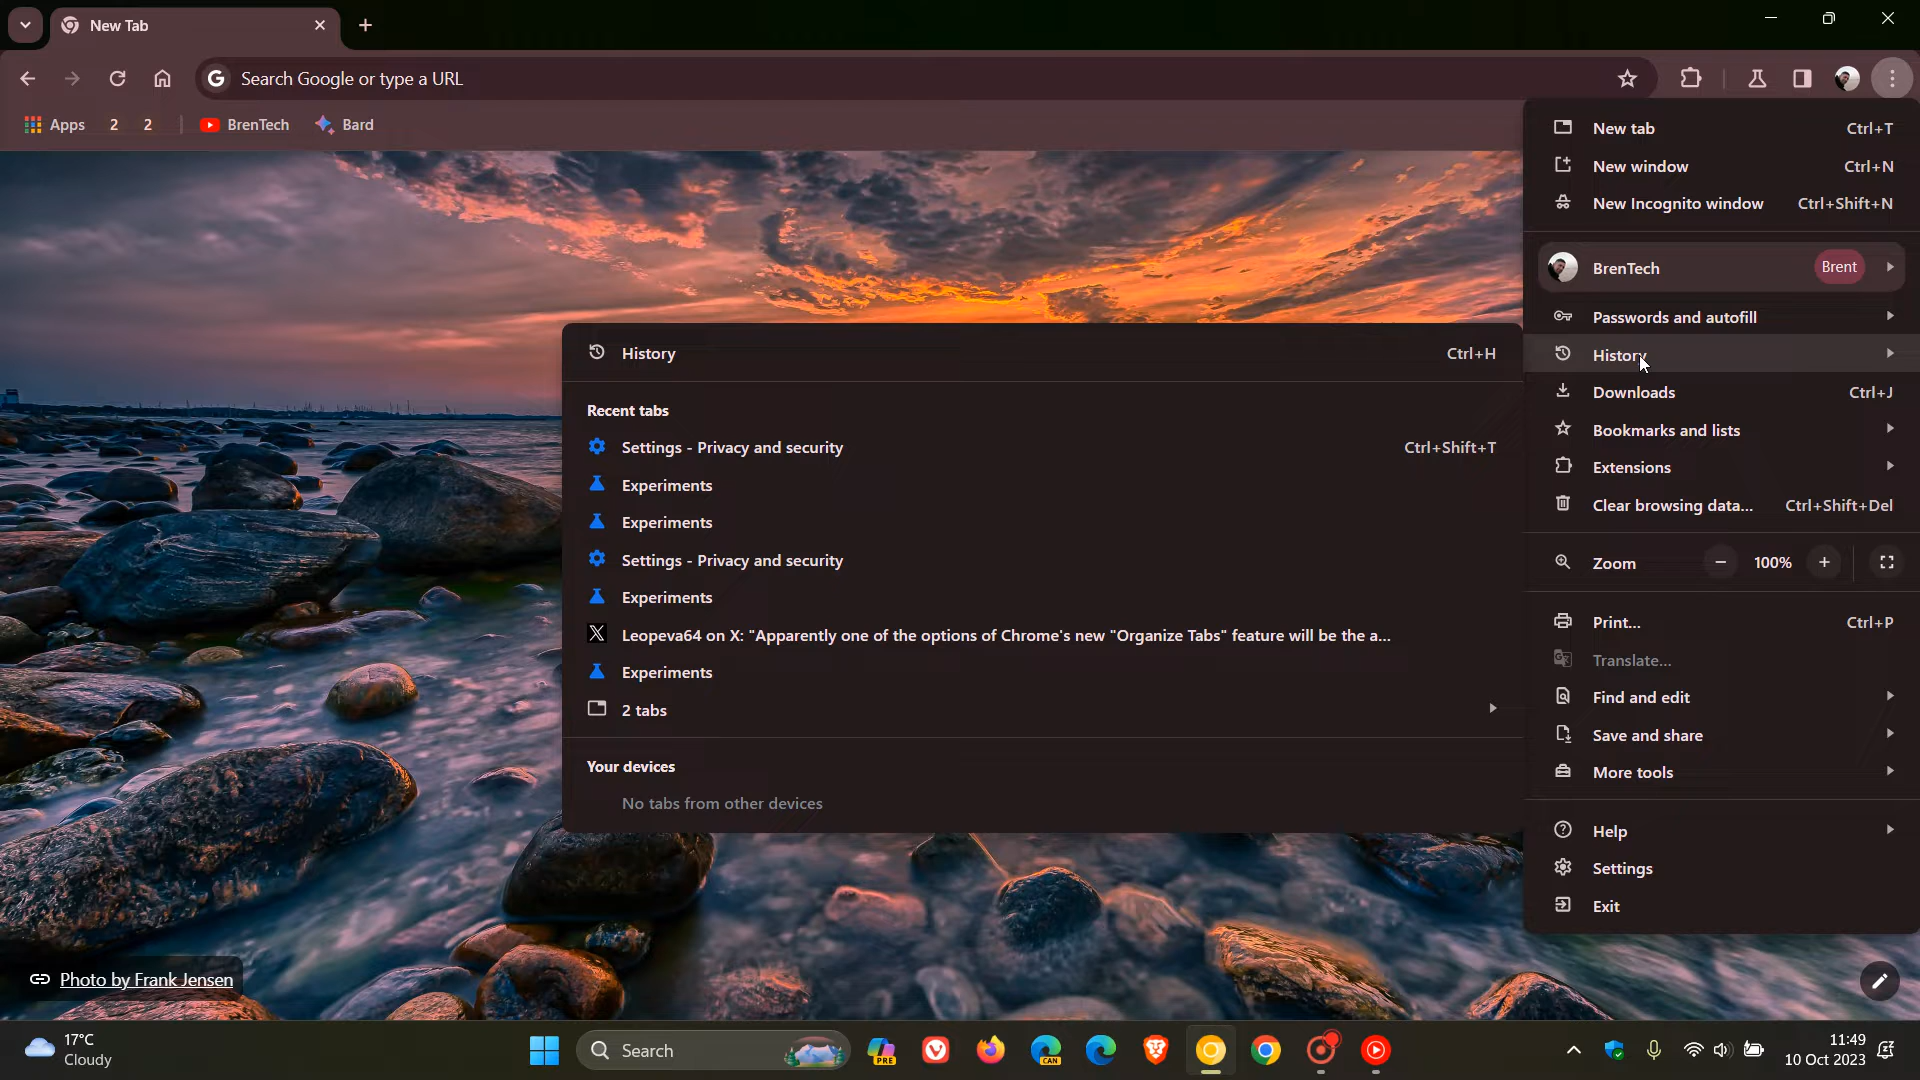 New Tab
Search Google or type a URL
Apps 2 2 BrenTech Bard
New tab Ctrl+T
New window Ctrl+N
New Incognito window Ctrl+Shift+N
BrenTech Brent
Passwords and autofill
History
Downloads Ctrl+J
Bookmarks and lists
Extensions
Clear browsing data... Ctrl+Shift+Del
Zoom 100%
Print... Ctrl+P
Translate...
Find and edit
Save and share
More tools
Help
Settings
Exit
History Ctrl+H
Recent tabs
Settings - Privacy and security Ctrl+Shift+T
Experiments
Experiments
Settings - Privacy and security
Experiments
Leopeva64 on X: "Apparently one of the options of Chrome's new "Organize Tabs" feature will be the a...
Experiments
2 tabs
Your devices
No tabs from other devices
Photo by Frank Jensen
17°C
Cloudy
Search
PRE
CAN
11:49
10 Oct 2023